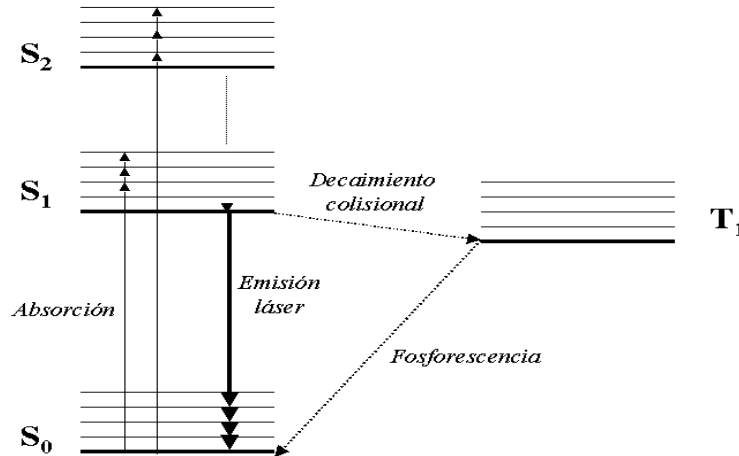 S2
Decaimiento
colisional
S1
T1
Absorción
Emisión
láser
Fosforescencia
S0